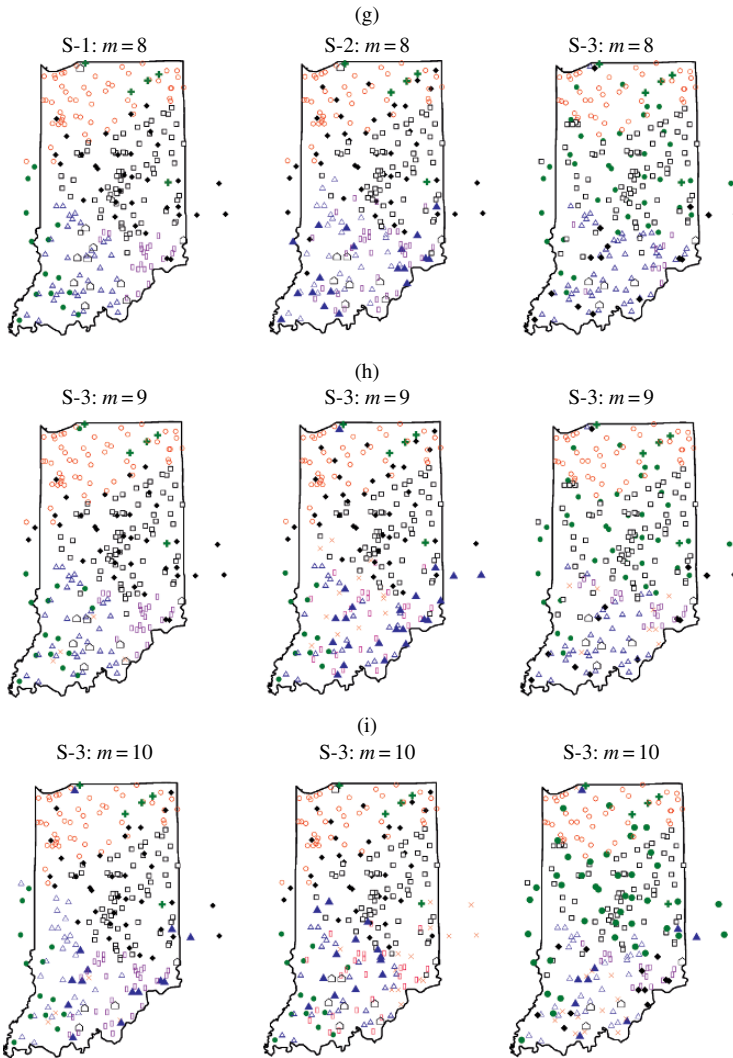 (g)
S-1: m = 8 S-2: m = 8 S-3: m = 8
(h)
S-3: m = 9 S-3: m = 9 S-3: m = 9
(i)
S-3: m = 10 S-3: m = 10 S-3: m = 10